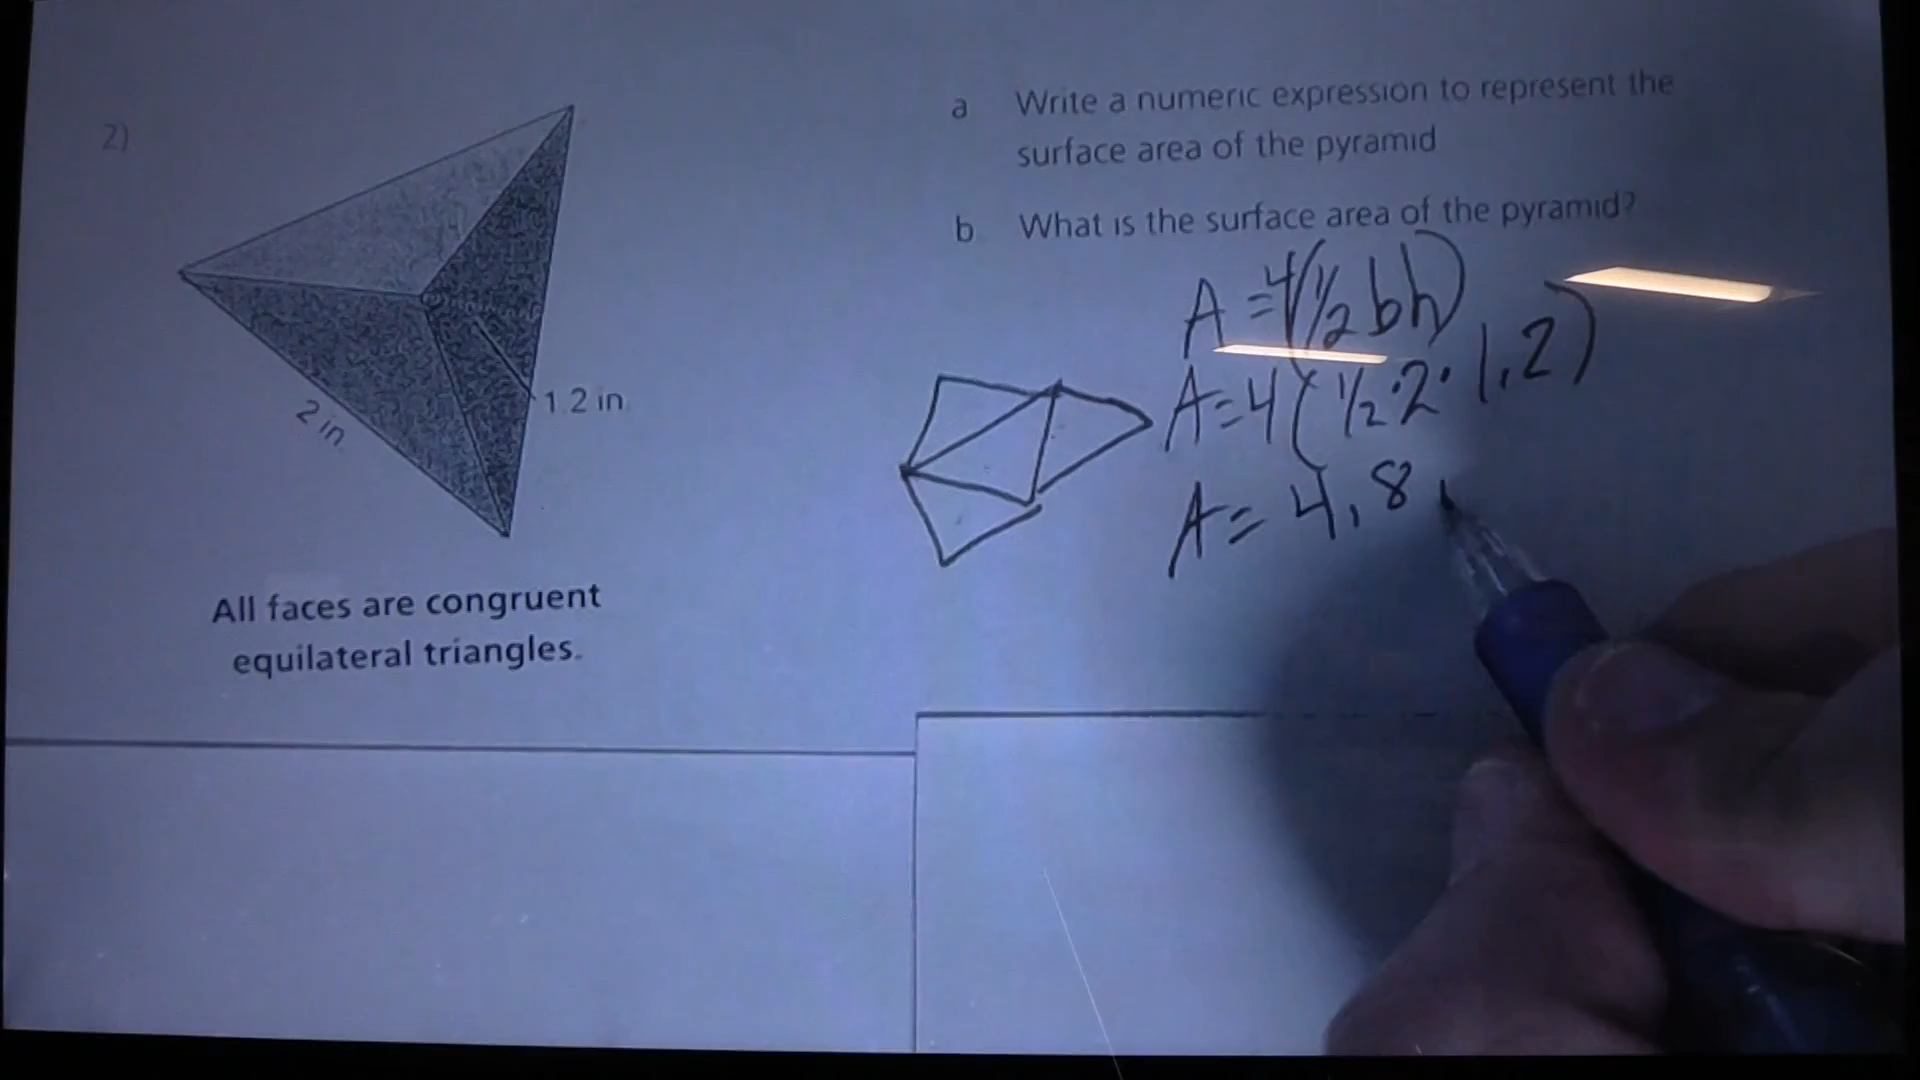 2)
a Write a numeric expression to represent the
surface area of the pyramid
b What is the surface area of the pyramid?
2 in.
1.2 in.
All faces are congruent
equilateral triangles.
A = 4(1/2 bh)
A = 4(1/2 · 2 · 1.2)
A = 4.8